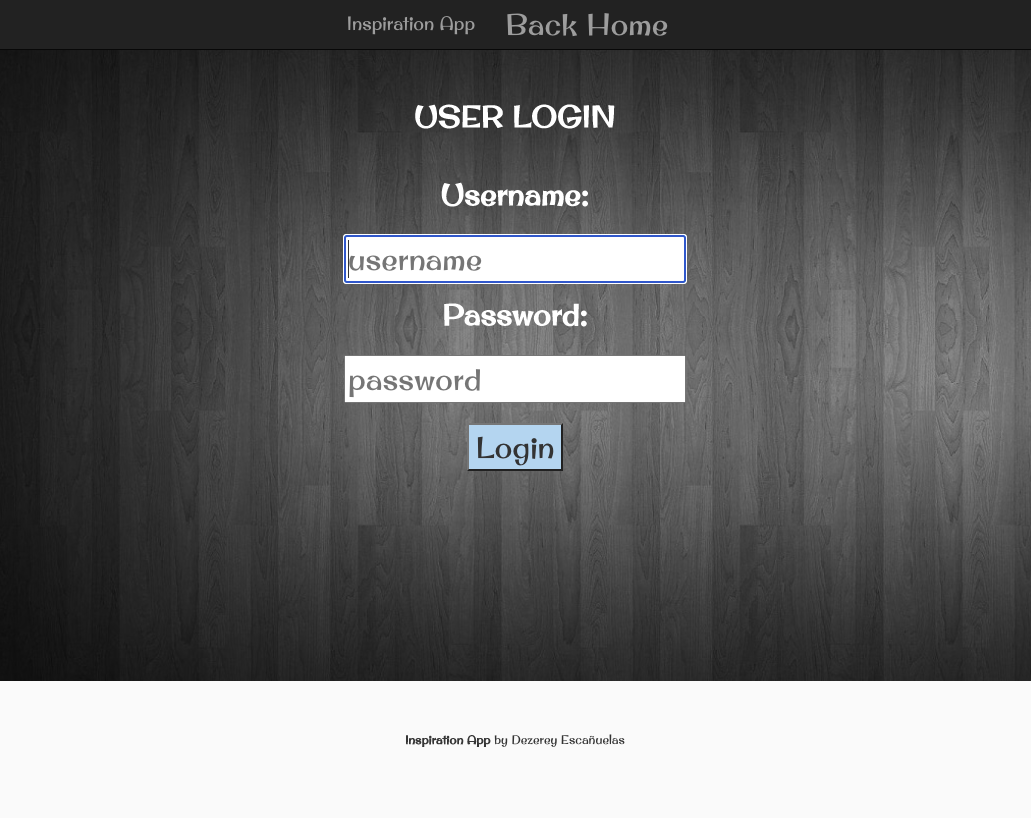 Inspiration App Back Home
USER LOGIN
Username:
username
Password:
password
Login
Inspiration App by Dezerey Escañuelas